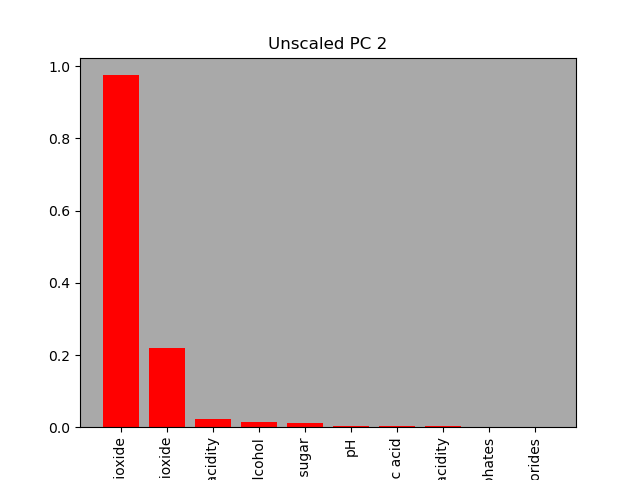 Unscaled PC 2
1.0
0.8
0.6
0.4
0.2
0.0
ioxide
ioxide
acidity
lcohol
sugar
pH
c acid
acidity
ohates
orides